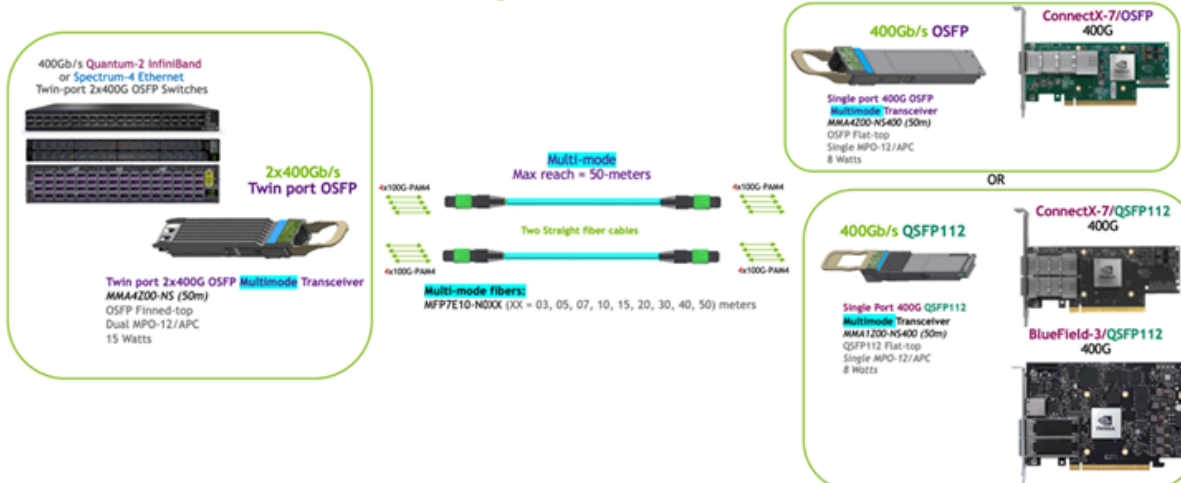 400Gb/s Quantum-2 InfiniBand
or Spectrum-4 Ethernet
Twin-port 2x400G OSFP Switches
2x400Gb/s
Twin port OSFP
Twin port 2x400G OSFP Multimode Transceiver
MMA4Z00-NS (50m)
OSFP Finned-top
Dual MPO-12/APC
15 Watts
4x100G-PAM4
4x100G-PAM4
Multi-mode
Max reach = 50-meters
Two Straight fiber cables
Multi-mode fibers:
MFP7E10-N0XX (XX = 03, 05, 07, 10, 15, 20, 30, 40, 50) meters
4x100G-PAM4
4x100G-PAM4
400Gb/s OSFP
Single port 400G OSFP
Multimode Transceiver
MMA4Z00-NS400 (50m)
OSFP Flat-top
Single MPO-12/APC
8 Watts
ConnectX-7/OSFP
400G
OR
400Gb/s QSFP112
Single Port 400G QSFP112
Multimode Transceiver
MMA1Z00-NS400 (50m)
QSFP112 Flat-top
Single MPO-12/APC
8 Watts
ConnectX-7/QSFP112
400G
BlueField-3/QSFP112
400G
NVIDIA